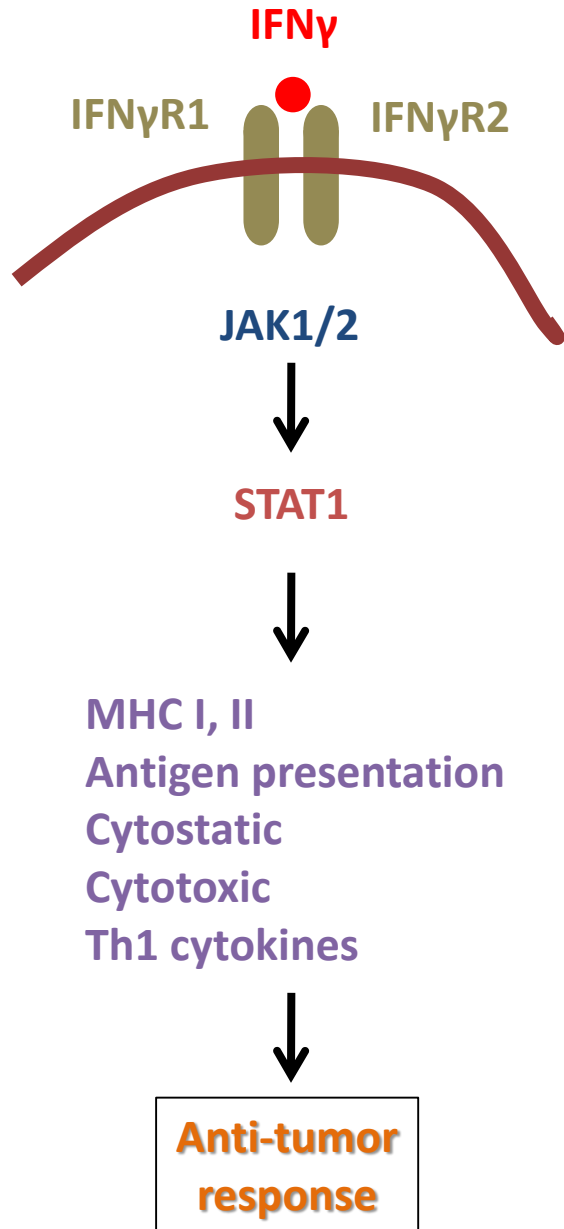 IFNγ
IFNγR1
IFNγR2
JAK1/2
STAT1
MHC I, II
Antigen presentation
Cytostatic
Cytotoxic
Th1 cytokines
Anti-tumor
response